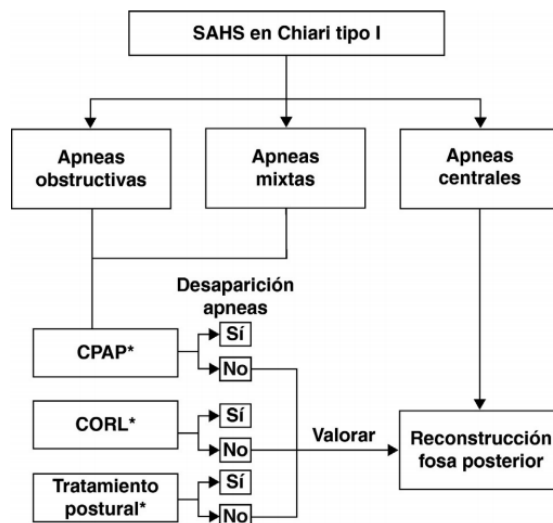 SAHS en Chiari tipo I
Apneas
obstructivas
Apneas
mixtas
Apneas
centrales
Desaparición
apneas
CPAP*
Sí
No
CORL*
Sí
No
Valorar
Reconstrucción
fosa posterior
Tratamiento
postural*
Sí
No